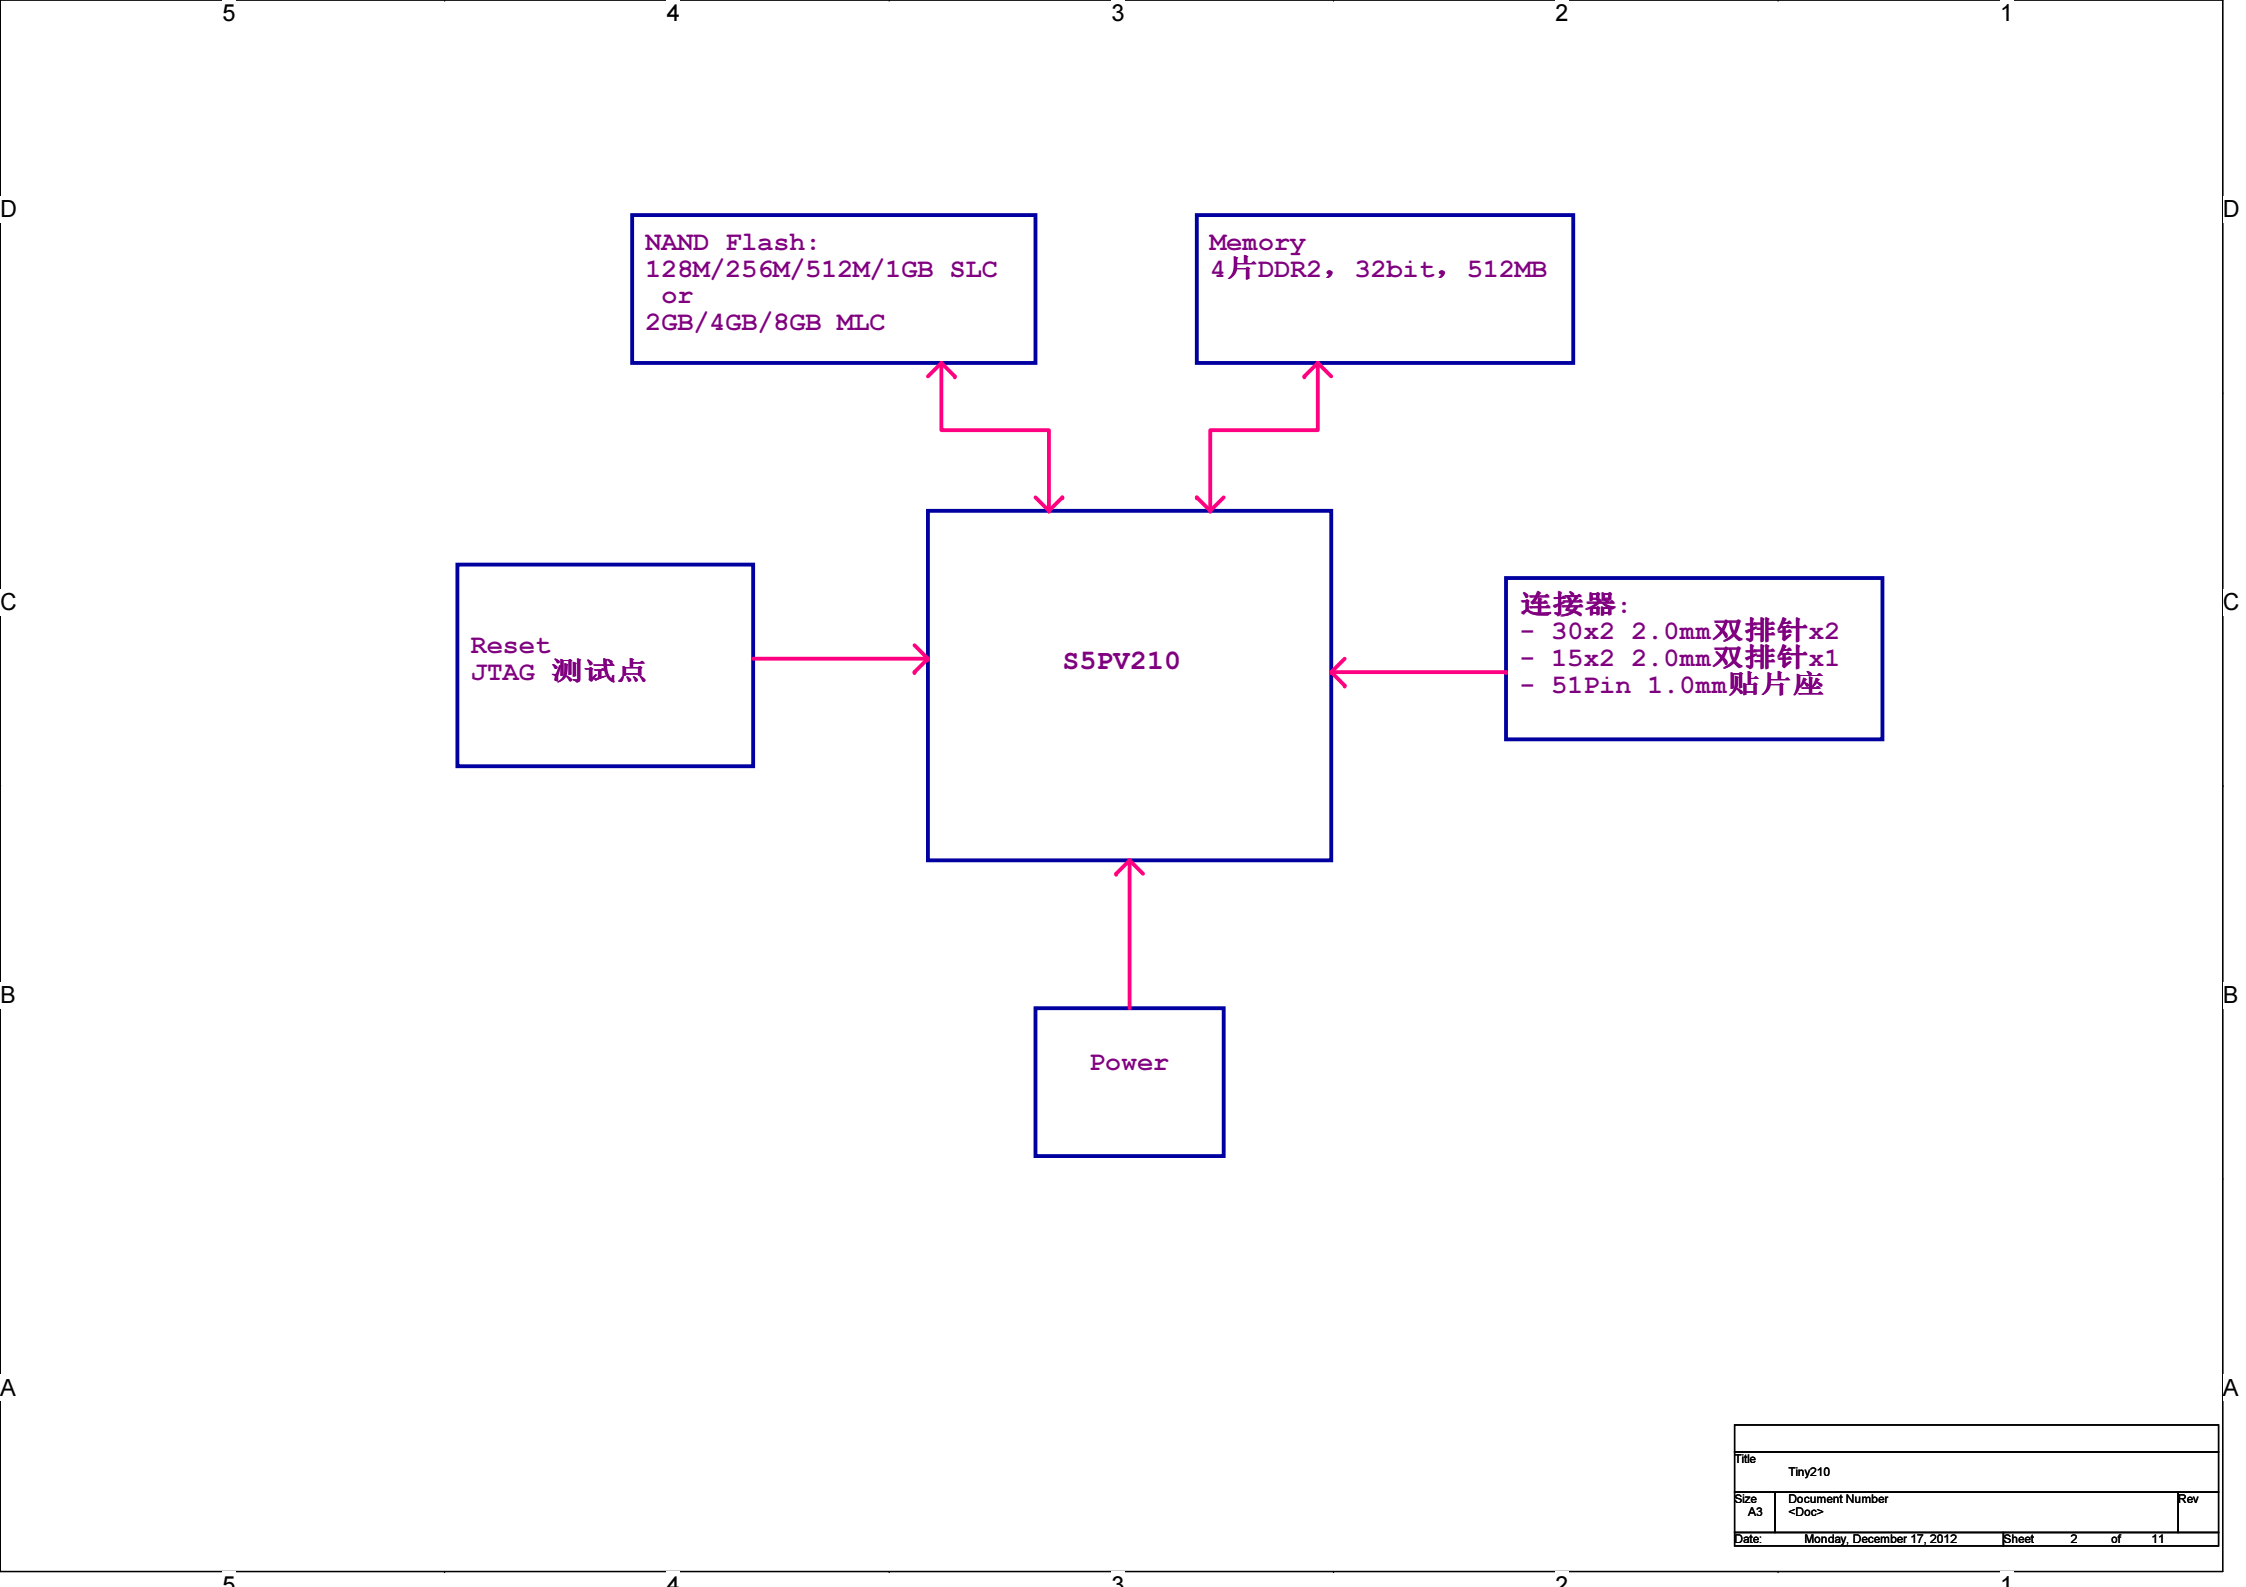 5 4 3 2 1
D D
NAND Flash:
128M/256M/512M/1GB SLC
or
2GB/4GB/8GB MLC
Memory
4片DDR2，32bit，512MB
C C
Reset
JTAG 测试点
S5PV210
连接器:
- 30x2 2.0mm双排针x2
- 15x2 2.0mm双排针x1
- 51Pin 1.0mm贴片座
B B
Power
A A
Title
Tiny210
Size Document Number Rev
A3 <Doc>
Date: Monday, December 17, 2012 Sheet 2 of 11
5 4 3 2 1